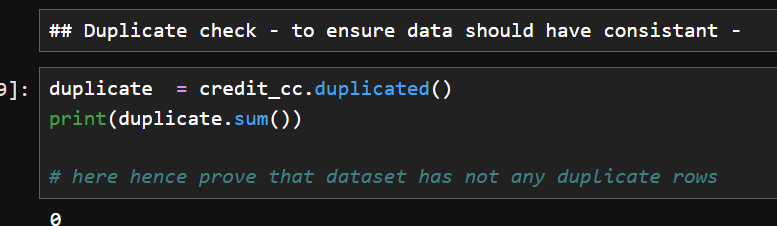 ## Duplicate check - to ensure data should have consistant -
9]:
duplicate  = credit_cc.duplicated()
print(duplicate.sum())
# here hence prove that dataset has not any duplicate rows
0